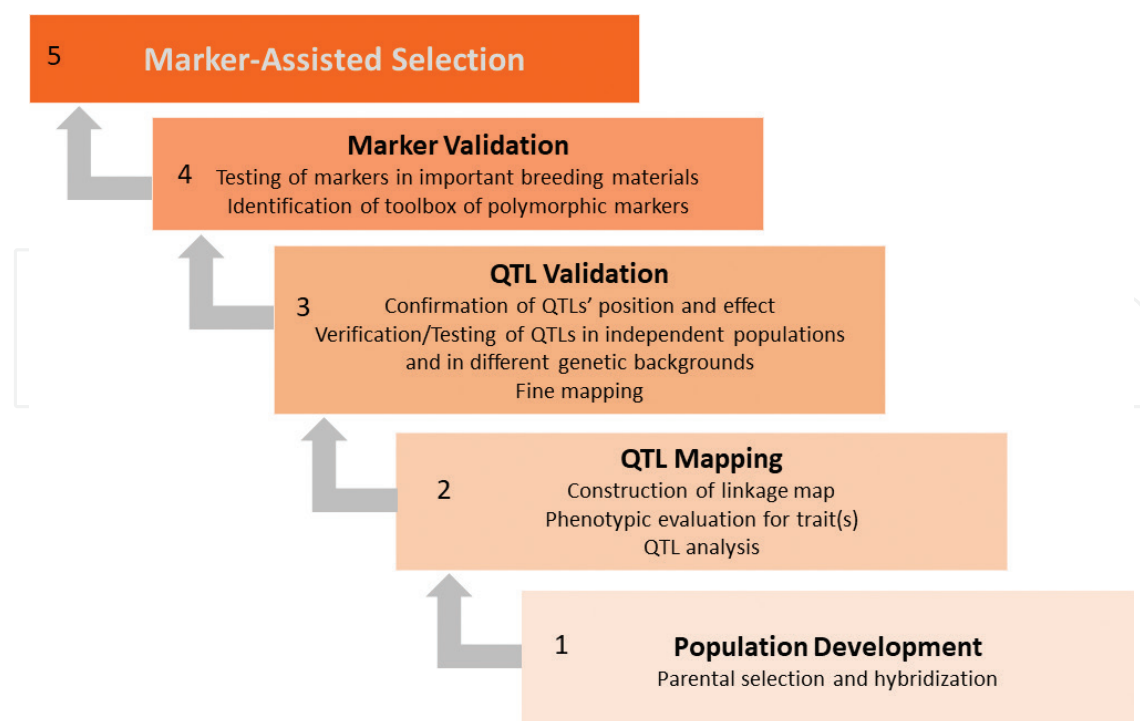 5
Marker-Assisted Selection
Marker Validation
4
Testing of markers in important breeding materials
Identification of toolbox of polymorphic markers
QTL Validation
3
Confirmation of QTLs’ position and effect
Verification/Testing of QTLs in independent populations
and in different genetic backgrounds
Fine mapping
QTL Mapping
2
Construction of linkage map
Phenotypic evaluation for trait(s)
QTL analysis
1
Population Development
Parental selection and hybridization